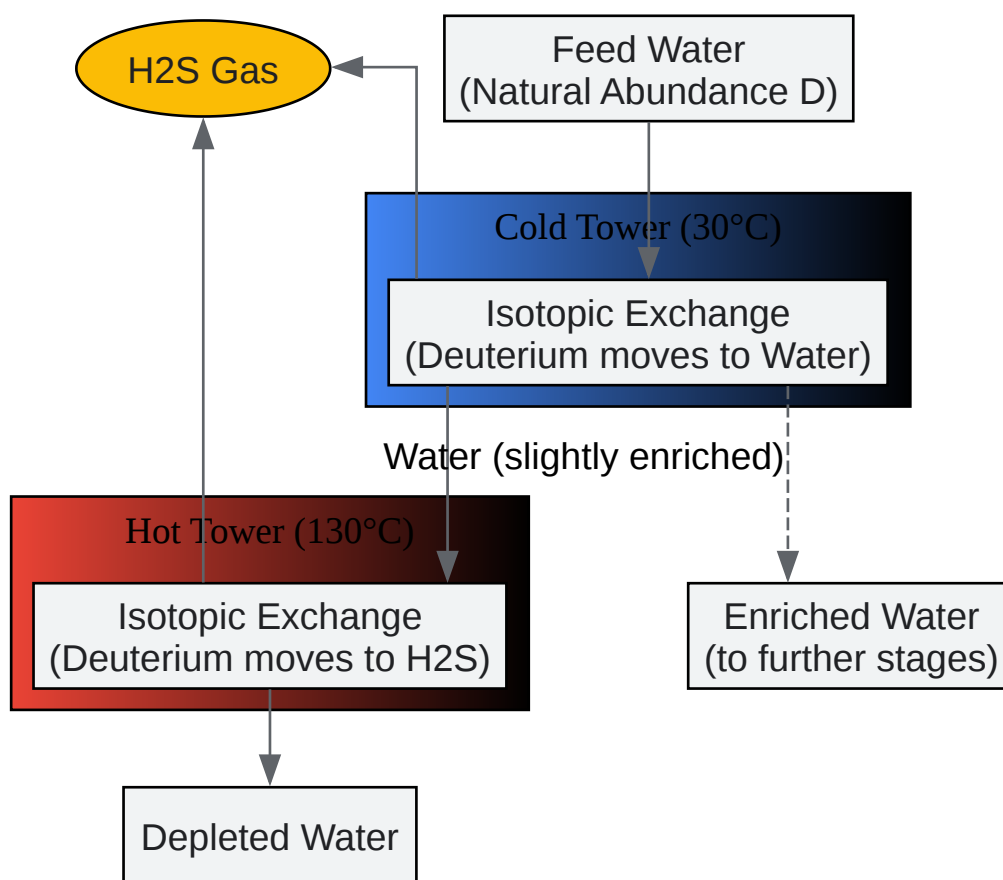 H2S Gas
Feed Water
(Natural Abundance D)
Cold Tower (30°C)
Isotopic Exchange
(Deuterium moves to Water)
Water (slightly enriched)
Hot Tower (130°C)
Isotopic Exchange
(Deuterium moves to H2S)
Enriched Water
(to further stages)
Depleted Water